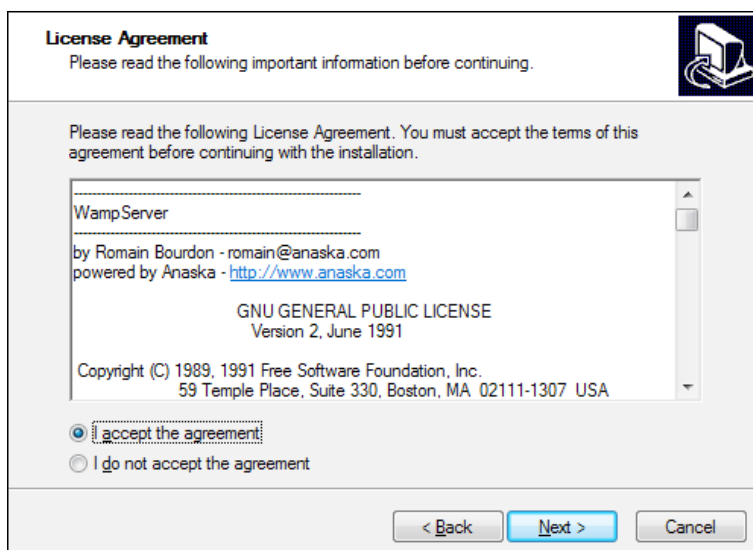 License Agreement
Please read the following important information before continuing.
Please read the following License Agreement. You must accept the terms of this
agreement before continuing with the installation.
----------------------------------------------------------------
WampServer
----------------------------------------------------------------
by Romain Bourdon - romain@anaska.com
powered by Anaska - http://www.anaska.com
GNU GENERAL PUBLIC LICENSE
Version 2, June 1991
Copyright (C) 1989, 1991 Free Software Foundation, Inc.
59 Temple Place, Suite 330, Boston, MA  02111-1307  USA
I accept the agreement
I do not accept the agreement
< Back Next > Cancel